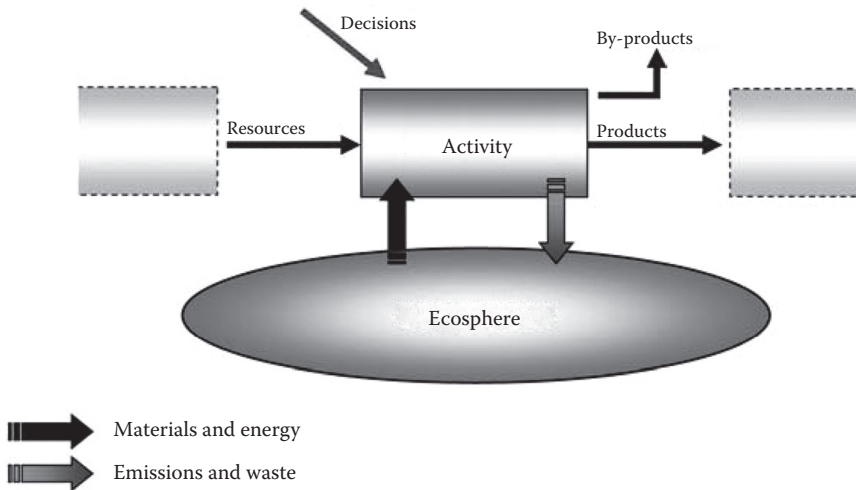 Decisions
By-products
Resources
Activity
Products
Ecosphere
Materials and energy
Emissions and waste